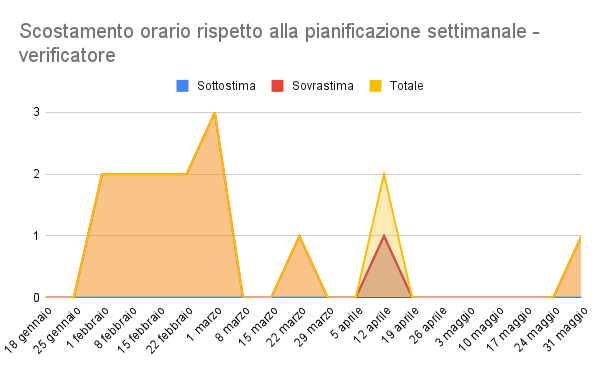 Scostamento orario rispetto alla pianificazione settimanale -
verificatore
Sottostima Sovrastima Totale
3
2
1
0
18 gennaio
25 gennaio
1 febbraio
8 febbraio
15 febbraio
22 febbraio
1 marzo
8 marzo
15 marzo
22 marzo
29 marzo
5 aprile
12 aprile
19 aprile
26 aprile
3 maggio
10 maggio
17 maggio
24 maggio
31 maggio